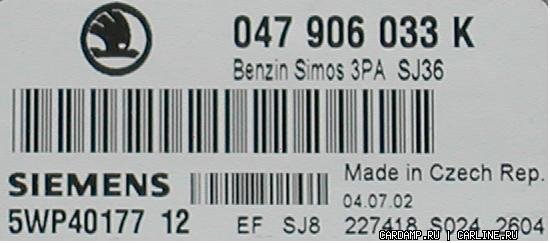 047 906 033 K
Benzin Simos 3PA SJ36
SIEMENS
Made in Czech Rep.
04.07.02
5WP40177 12 EF SJ8 227418 S024 2604
CARDAMP.RU | CARLINE.RU